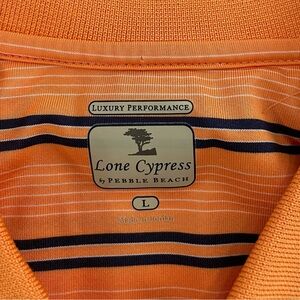 LUXURY PERFORMANCE
Lone Cypress
by PEBBLE BEACH
L